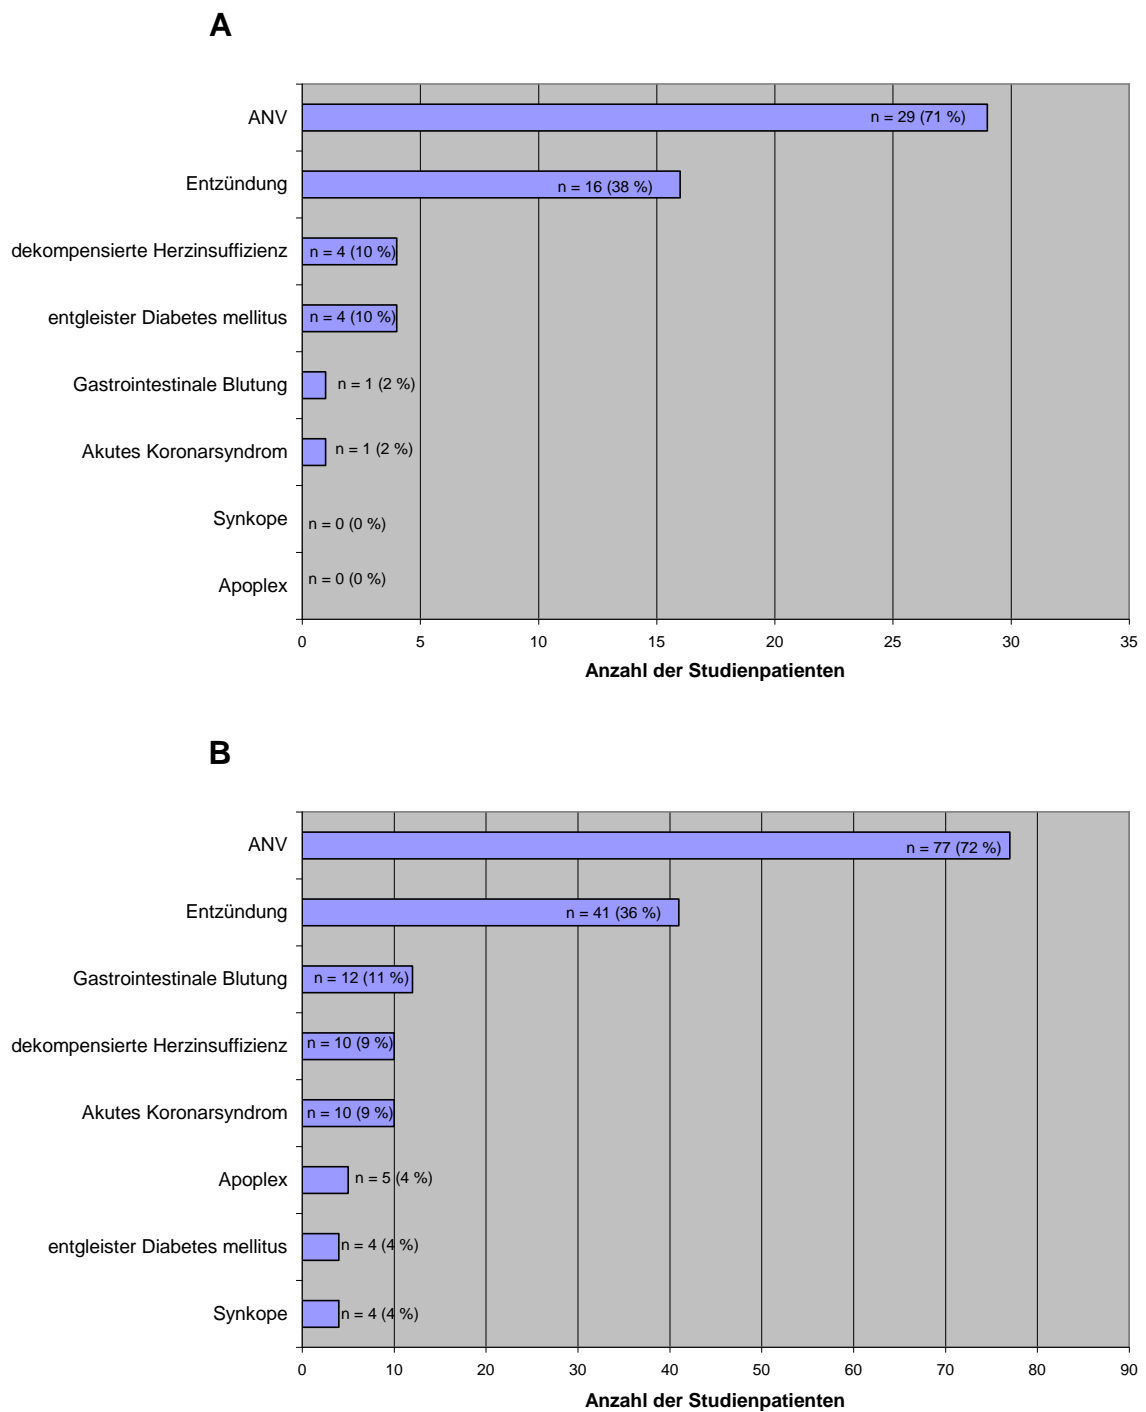 A
ANV
n = 29 (71 %)
Entzündung
n = 16 (38 %)
dekompensierte Herzinsuffizienz
n = 4 (10 %)
entgleister Diabetes mellitus
n = 4 (10 %)
Gastrointestinale Blutung
n = 1 (2 %)
Akutes Koronarsyndrom
n = 1 (2 %)
Synkope
n = 0 (0 %)
Apoplex
n = 0 (0 %)
0 5 10 15 20 25 30 35
Anzahl der Studienpatienten
B
ANV
n = 77 (72 %)
Entzündung
n = 41 (36 %)
Gastrointestinale Blutung
n = 12 (11 %)
dekompensierte Herzinsuffizienz
n = 10 (9 %)
Akutes Koronarsyndrom
n = 10 (9 %)
Apoplex
n = 5 (4 %)
entgleister Diabetes mellitus
n = 4 (4 %)
Synkope
n = 4 (4 %)
0 10 20 30 40 50 60 70 80 90
Anzahl der Studienpatienten